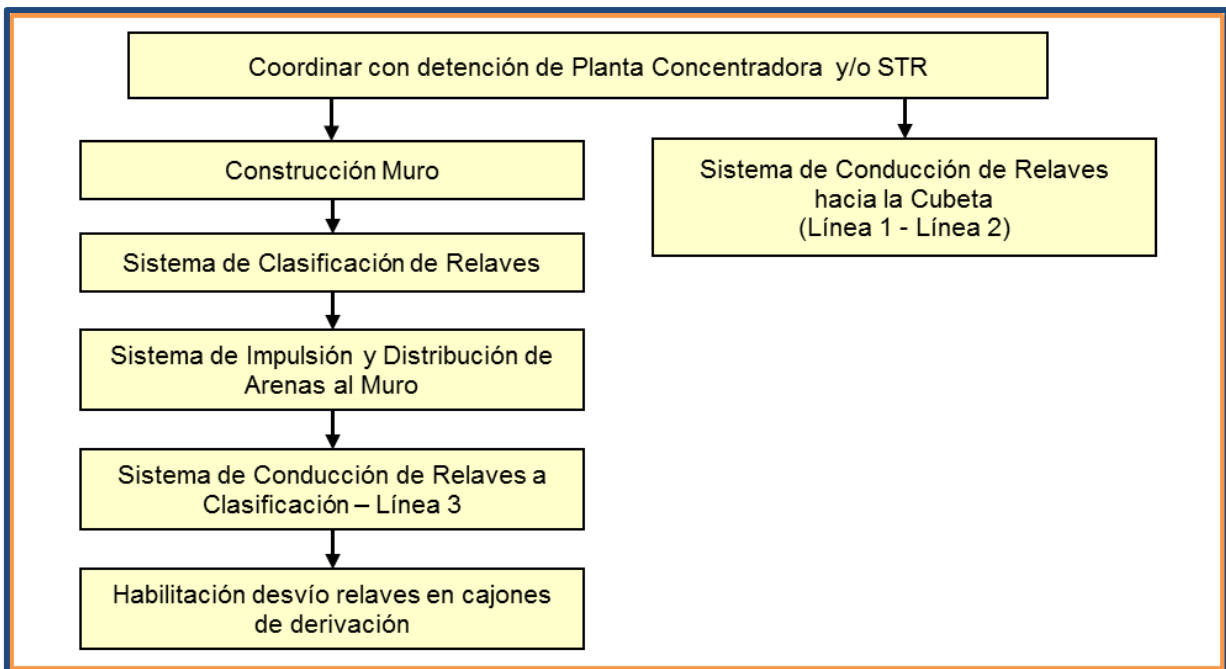 Coordinar con detención de Planta Concentradora y/o STR
Construcción Muro
Sistema de Clasificación de Relaves
Sistema de Impulsión y Distribución de
Arenas al Muro
Sistema de Conducción de Relaves a
Clasificación – Línea 3
Habilitación desvío relaves en cajones
de derivación
Sistema de Conducción de Relaves
hacia la Cubeta
(Línea 1 - Línea 2)